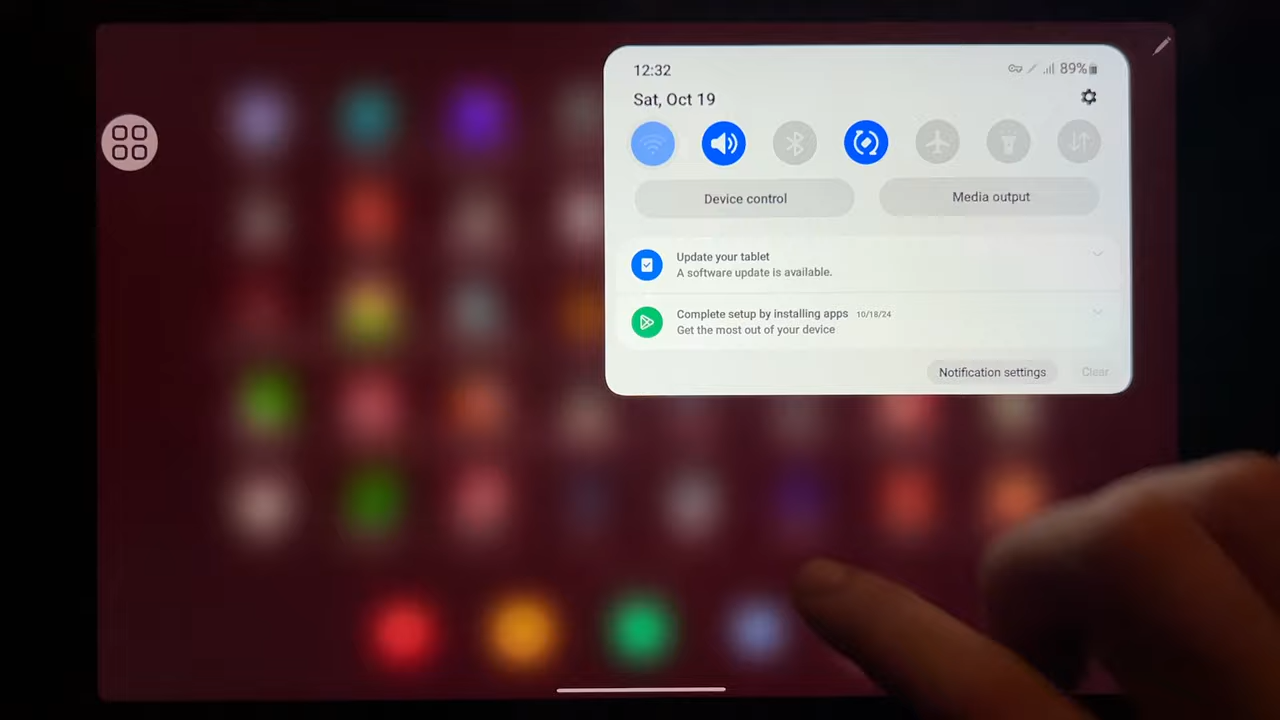 12:32
89%
Sat, Oct 19
Device control
Media output
Update your tablet
A software update is available.
Complete setup by installing apps 10/18/24
Get the most out of your device
Notification settings
Clear